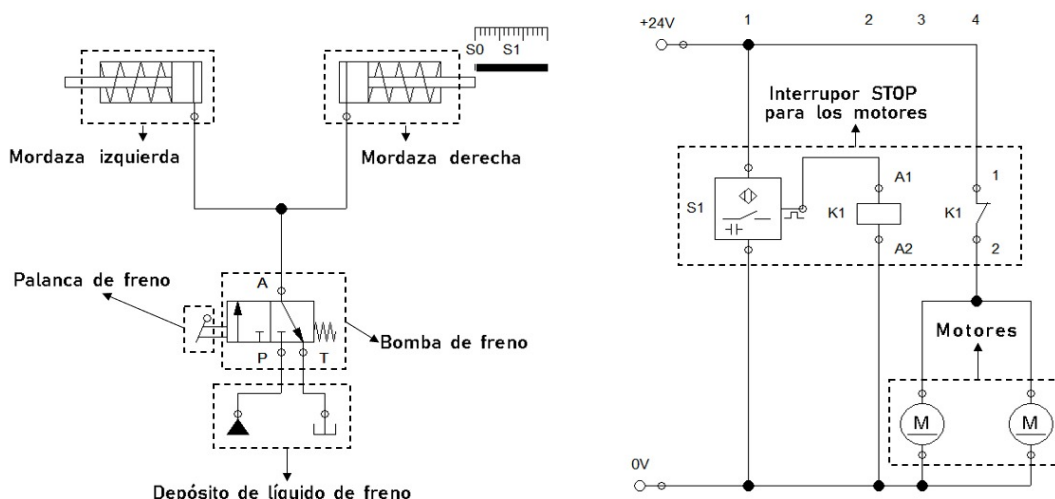 S0 S1
Mordaza izquierda
Mordaza derecha
Palanca de freno
A
P T
Bomba de freno
Depósito de líquido de freno
+24V 1 2 3 4
Interrupor STOP
para los motores
S1
A1
K1
A2
K1
1
2
Motores
M M
0V